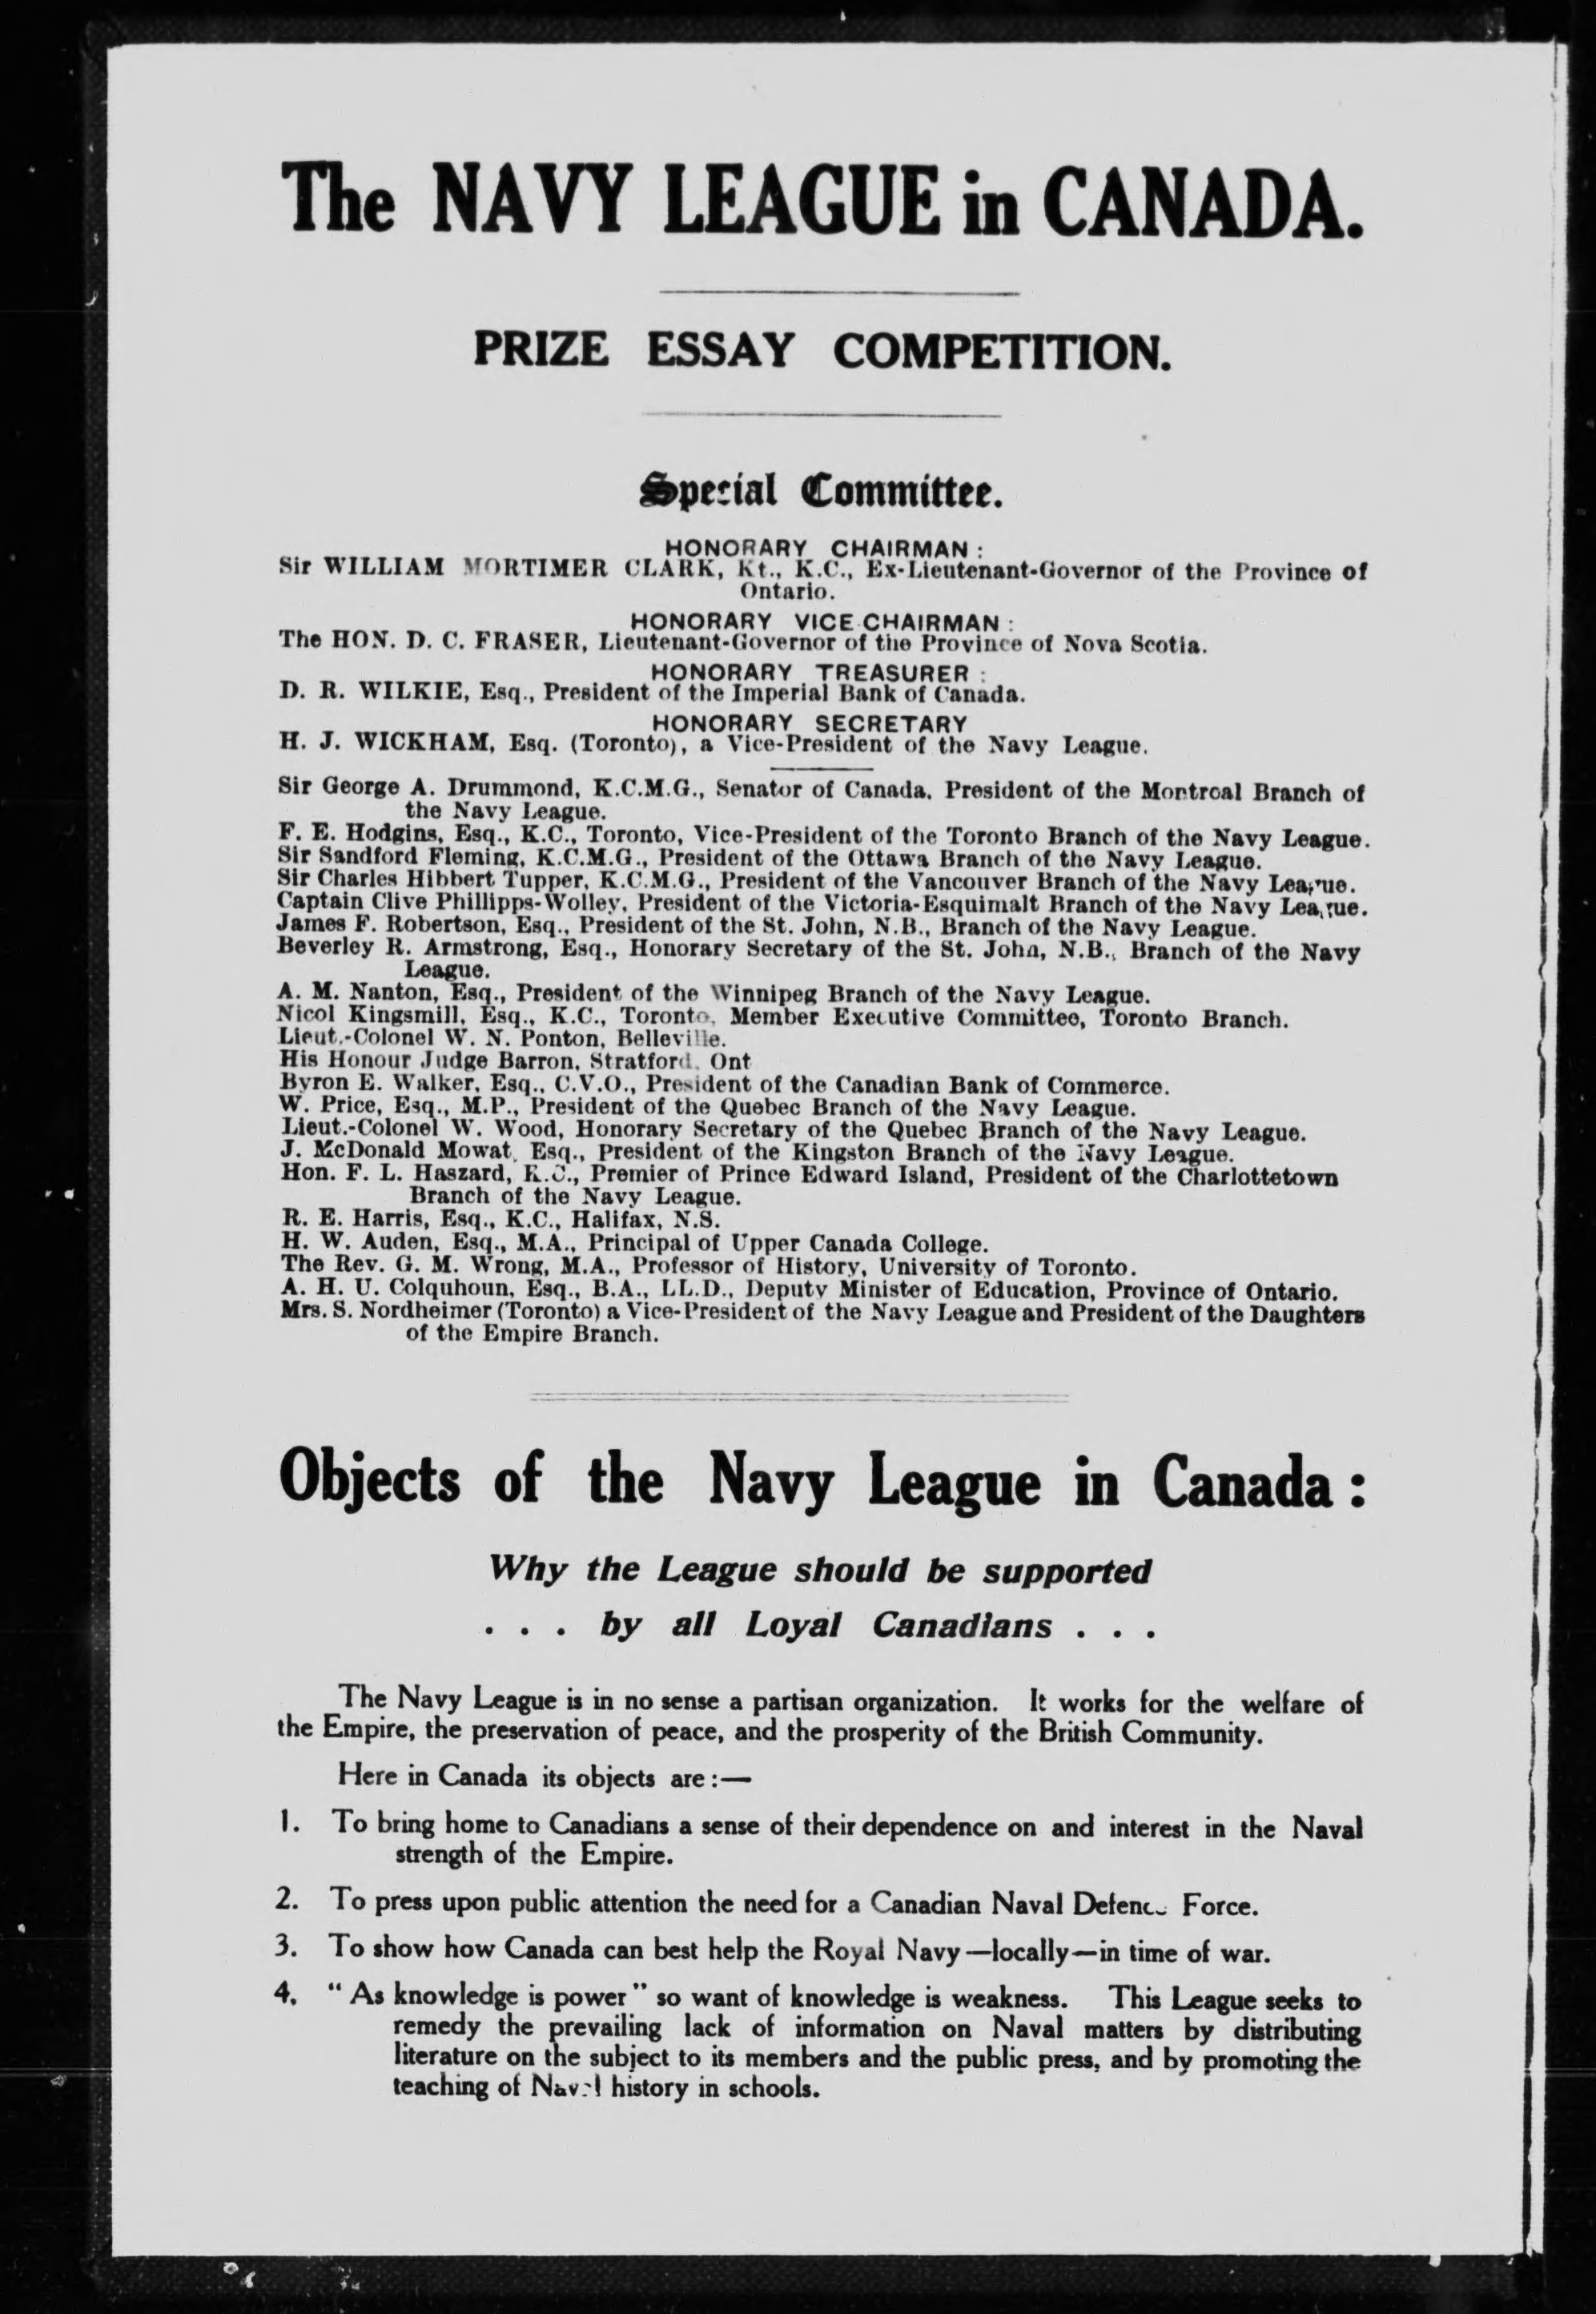 The NAVY LEAGUE in CANADA.
PRIZE ESSAY COMPETITION.
Special Committee.
HONORARY CHAIRMAN :
Sir WILLIAM MORTIMER CLARK, Kt., K.C., Ex-Lieutenant-Governor of the Province of
Ontario.
HONORARY VICE CHAIRMAN :
The HON. D. C. FRASER, Lieutenant-Governor of the Province of Nova Scotia.
HONORARY TREASURER :
D. R. WILKIE, Esq., President of the Imperial Bank of Canada.
HONORARY SECRETARY
H. J. WICKHAM, Esq. (Toronto), a Vice-President of the Navy League.
Sir George A. Drummond, K.C.M.G., Senator of Canada, President of the Montreal Branch of
the Navy League.
F. E. Hodgins, Esq., K.C., Toronto, Vice-President of the Toronto Branch of the Navy League.
Sir Sandford Fleming, K.C.M.G., President of the Ottawa Branch of the Navy League.
Sir Charles Hibbert Tupper, K.C.M.G., President of the Vancouver Branch of the Navy League.
Captain Clive Phillipps-Wolley, President of the Victoria-Esquimalt Branch of the Navy League.
James F. Robertson, Esq., President of the St. John, N.B., Branch of the Navy League.
Beverley R. Armstrong, Esq., Honorary Secretary of the St. John, N.B., Branch of the Navy
League.
A. M. Nanton, Esq., President of the Winnipeg Branch of the Navy League.
Nicol Kingsmill, Esq., K.C., Toronto, Member Executive Committee, Toronto Branch.
Lieut.-Colonel W. N. Ponton, Belleville.
His Honour Judge Barron, Stratford, Ont
Byron E. Walker, Esq., C.V.O., President of the Canadian Bank of Commerce.
W. Price, Esq., M.P., President of the Quebec Branch of the Navy League.
Lieut.-Colonel W. Wood, Honorary Secretary of the Quebec Branch of the Navy League.
J. McDonald Mowat, Esq., President of the Kingston Branch of the Navy League.
Hon. F. L. Haszard, K.C., Premier of Prince Edward Island, President of the Charlottetown
Branch of the Navy League.
R. E. Harris, Esq., K.C., Halifax, N.S.
H. W. Auden, Esq., M.A., Principal of Upper Canada College.
The Rev. G. M. Wrong, M.A., Professor of History, University of Toronto.
A. H. U. Colquhoun, Esq., B.A., LL.D., Deputy Minister of Education, Province of Ontario.
Mrs. S. Nordheimer (Toronto) a Vice-President of the Navy League and President of the Daughters
of the Empire Branch.
Objects of the Navy League in Canada :
Why the League should be supported
. . . by all Loyal Canadians . . .
The Navy League is in no sense a partisan organization. It works for the welfare of
the Empire, the preservation of peace, and the prosperity of the British Community.
Here in Canada its objects are :—
1. To bring home to Canadians a sense of their dependence on and interest in the Naval
strength of the Empire.
2. To press upon public attention the need for a Canadian Naval Defence Force.
3. To show how Canada can best help the Royal Navy—locally—in time of war.
4. “ As knowledge is power ” so want of knowledge is weakness. This League seeks to
remedy the prevailing lack of information on Naval matters by distributing
literature on the subject to its members and the public press, and by promoting the
teaching of Naval history in schools.